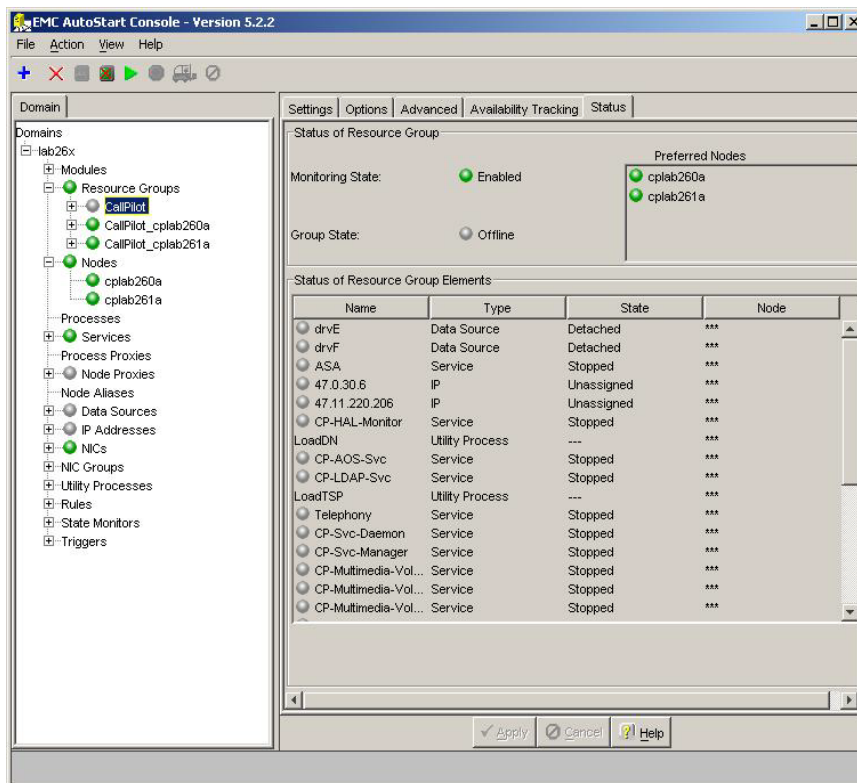 EMC AutoStart Console - Version 5.2.2
File Action View Help
Domain
Domains
lab26x
Modules
Resource Groups
CallPilot
CallPilot_cplab260a
CallPilot_cplab261a
Nodes
cplab260a
cplab261a
Processes
Services
Process Proxies
Node Proxies
Node Aliases
Data Sources
IP Addresses
NICs
NIC Groups
Utility Processes
Rules
State Monitors
Triggers
Settings Options Advanced Availability Tracking Status
Status of Resource Group
Preferred Nodes
Monitoring State: Enabled
cplab260a
cplab261a
Group State: Offline
Status of Resource Group Elements
Name Type State Node
drvE Data Source Detached ***
drvF Data Source Detached ***
ASA Service Stopped ***
47.0.30.6 IP Unassigned ***
47.11.220.206 IP Unassigned ***
CP-HAL-Monitor Service Stopped ***
LoadDN Utility Process --- ***
CP-AOS-Svc Service Stopped ***
CP-LDAP-Svc Service Stopped ***
LoadTSP Utility Process --- ***
Telephony Service Stopped ***
CP-Svc-Daemon Service Stopped ***
CP-Svc-Manager Service Stopped ***
CP-Multimedia-Vol... Service Stopped ***
CP-Multimedia-Vol... Service Stopped ***
CP-Multimedia-Vol... Service Stopped ***
Apply Cancel Help